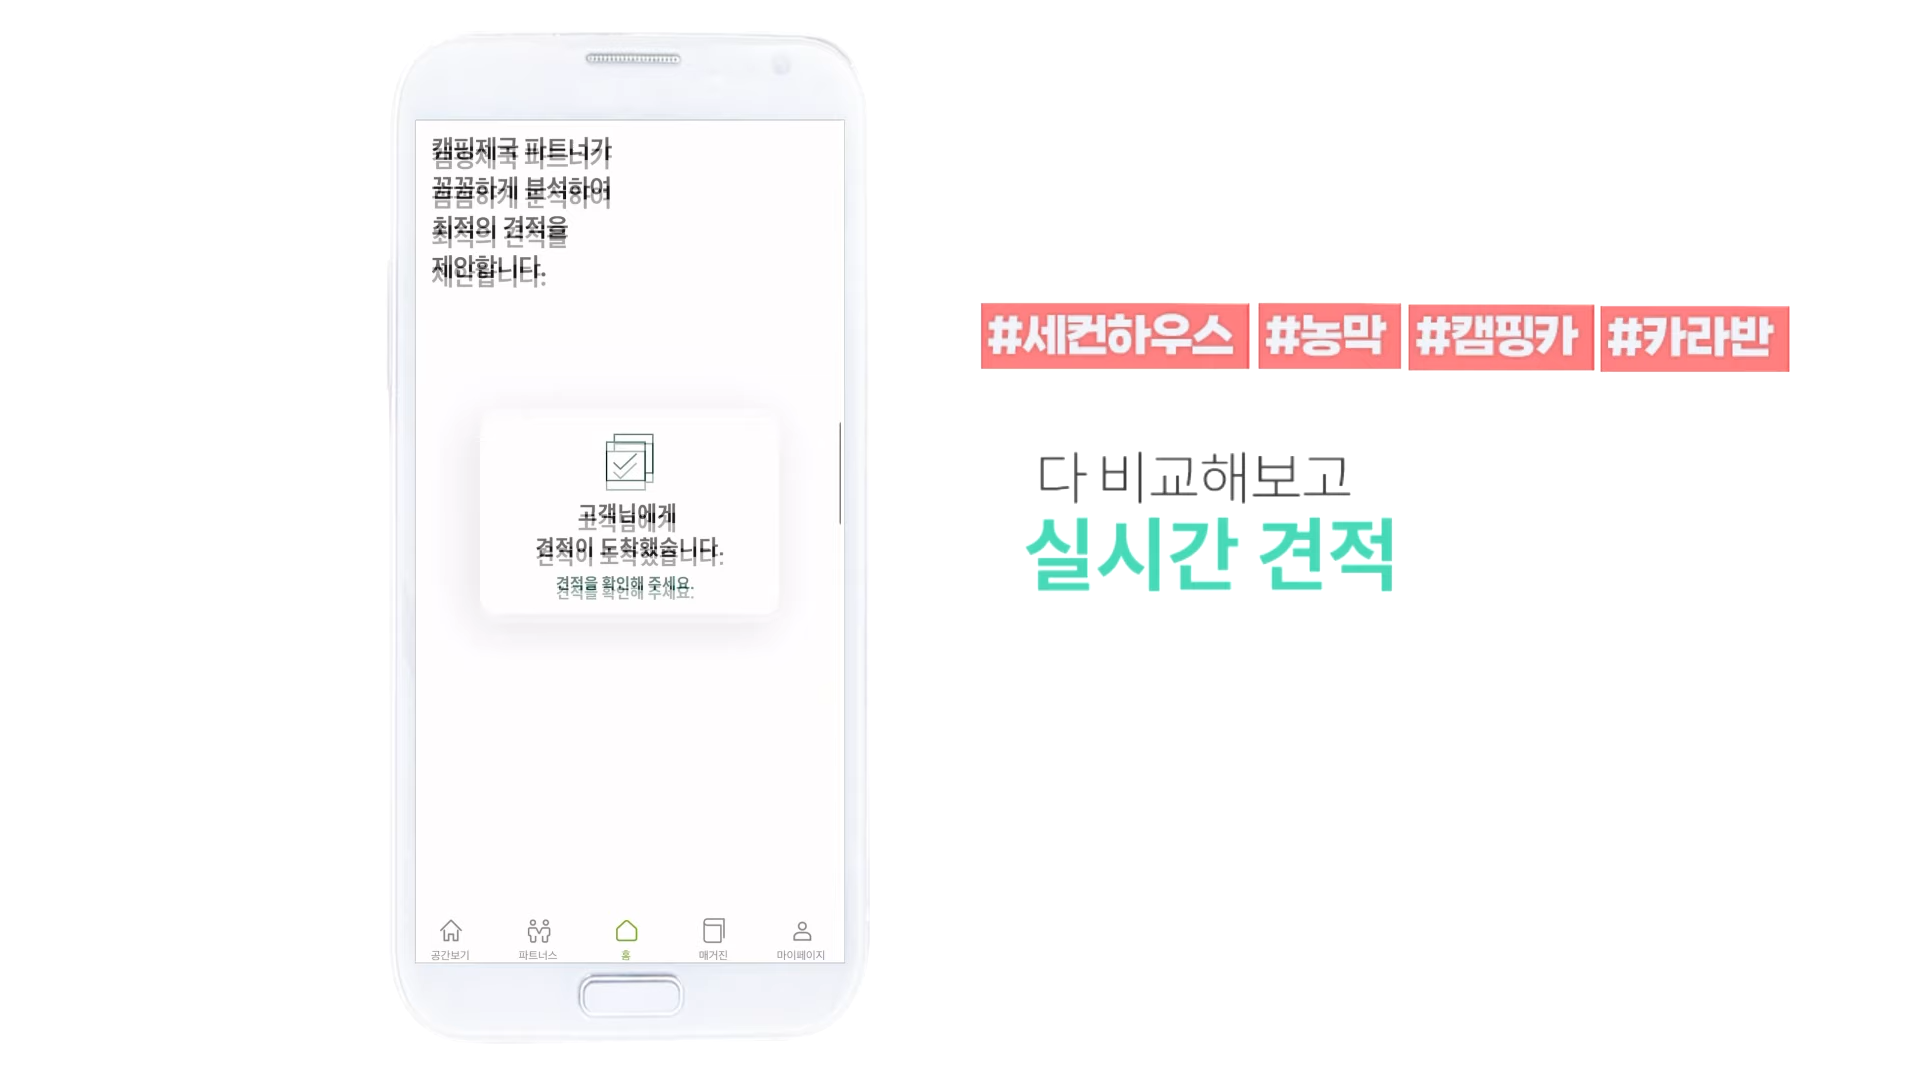 캠핑제국 파트너가
꼼꼼하게 분석하여
최적의 견적을
제안합니다.
고객님에게
견적이 도착했습니다.
견적을 확인해 주세요.
공간보기 파트너스 홈 매거진 마이페이지
#세컨하우스 #농막 #캠핑카 #카라반
다 비교해보고
실시간 견적